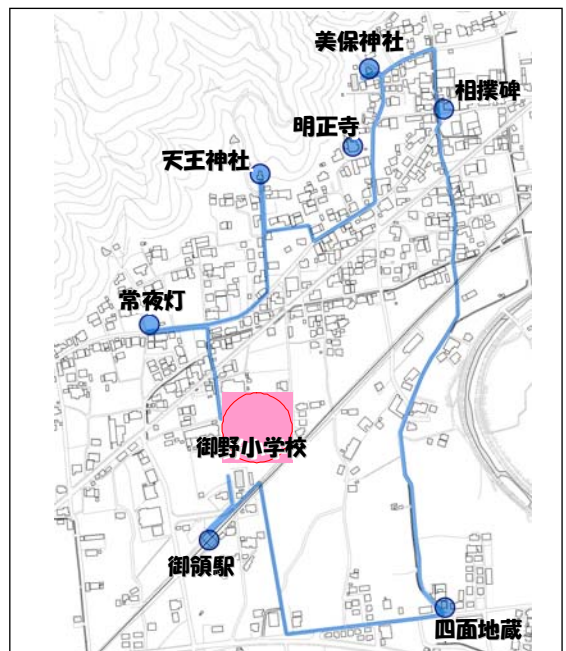 美保神社
相撲碑
明正寺
天王神社
常夜灯
御野小学校
御領駅
四面地蔵